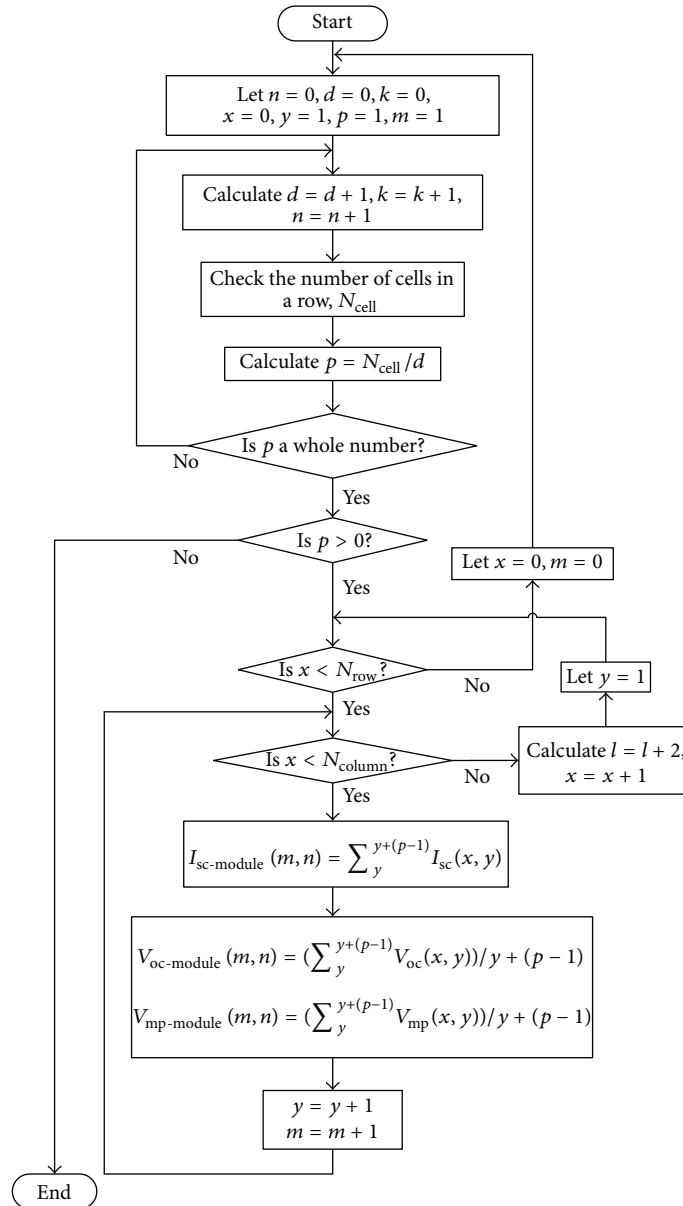 Start
Let n = 0, d = 0, k = 0,
x = 0, y = 1, p = 1, m = 1
Calculate d = d + 1, k = k + 1,
n = n + 1
Check the number of cells in
a row, N_cell
Calculate p = N_cell/d
Is p a whole number?
No
Yes
Is p > 0?
No
Yes
Let x = 0, m = 0
Is x < N_row?
No
Yes
Let y = 1
Is x < N_column?
No
Yes
Calculate l = l + 2,
x = x + 1
I_sc-module (m, n) = ∑_y^{y+(p−1)} I_sc(x, y)
V_oc-module (m, n) = (∑_y^{y+(p−1)} V_oc(x, y))/y + (p − 1)
V_mp-module (m, n) = (∑_y^{y+(p−1)} V_mp(x, y))/y + (p − 1)
y = y + 1
m = m + 1
End